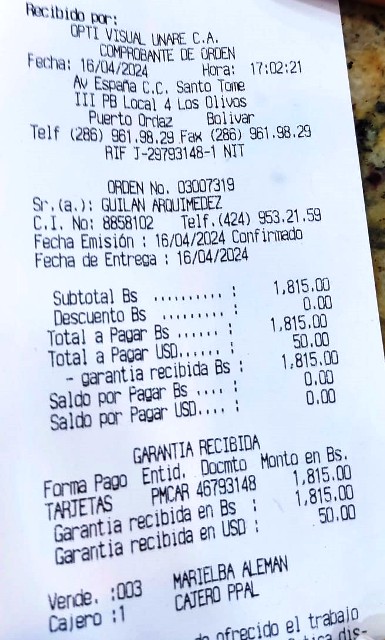 Recibido por:
OPTI VISUAL UNARE C.A.
COMPROBANTE DE ORDEN
Fecha: 16/04/2024 Hora: 17:02:21
Av España C.C. Santo Tome
III PB Local 4 Los Olivos
Puerto Ordaz Bolivar
Telf (286) 961.98.29 Fax (286) 961.98.29
RIF J-29793148-1 NIT
ORDEN No. 03007319
Sr.(a.): GUILAN ARQUIMEDEZ
C.I. No: 8858102 Telf.(424) 953.21.59
Fecha Emisión : 16/04/2024 Confirmado
Fecha de Entrega : 16/04/2024
Subtotal Bs .......... : 1,815.00
Descuento Bs ......... : 0.00
Total a Pagar Bs ..... : 1,815.00
Total a Pagar USD...... : 50.00
- garantia recibida Bs : 1,815.00
Saldo por Pagar Bs .... : 0.00
Saldo por Pagar USD.... : 0.00
GARANTIA RECIBIDA
Forma Pago Entid. Docmto Monto en Bs.
TARJETAS PMCAR 46793148 1,815.00
Garantia recibida en Bs : 1,815.00
Garantia recibida en USD : 50.00
Vende. :003 MARIELBA ALEMAN
Cajero :1 CAJERO PPAL
ofrecido el trabajo
dis-